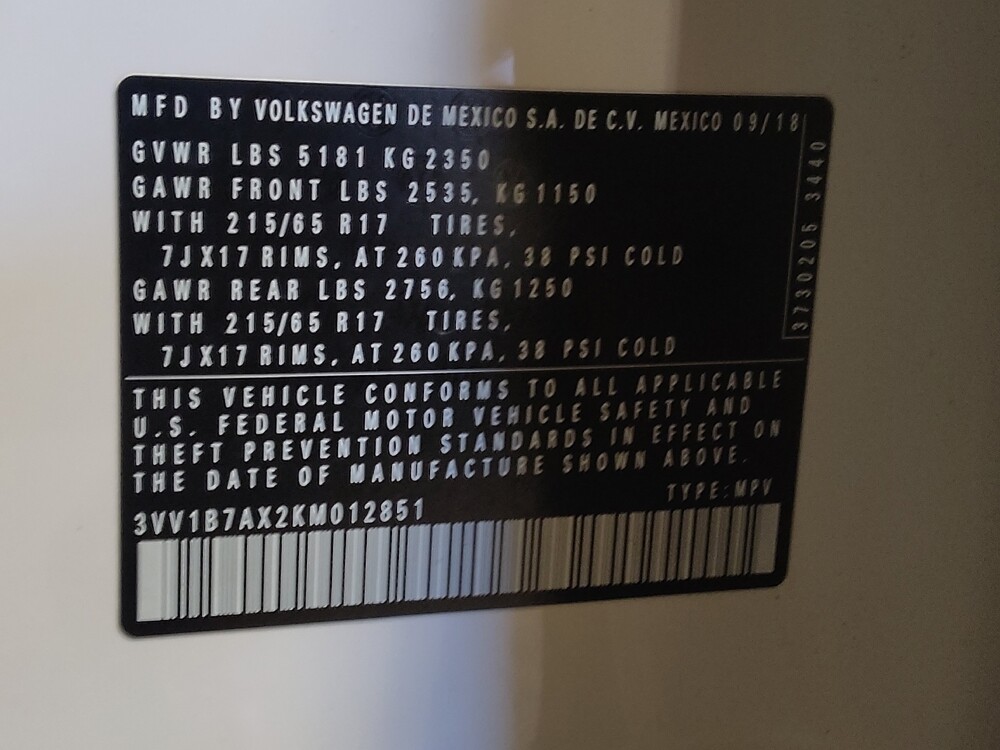 MFD BY VOLKSWAGEN DE MEXICO S.A. DE C.V. MEXICO 09/18
GVWR LBS 5181 KG 2350
GAWR FRONT LBS 2535, KG 1150
WITH 215/65 R17 TIRES,
7JX17 RIMS, AT 260 KPA, 38 PSI COLD
GAWR REAR LBS 2756, KG 1250
WITH 215/65 R17 TIRES,
7JX17 RIMS, AT 260 KPA, 38 PSI COLD
3730205 3440
THIS VEHICLE CONFORMS TO ALL APPLICABLE
U.S. FEDERAL MOTOR VEHICLE SAFETY AND
THEFT PREVENTION STANDARDS IN EFFECT ON
THE DATE OF MANUFACTURE SHOWN ABOVE.
TYPE: MPV
3VV1B7AX2KM012851